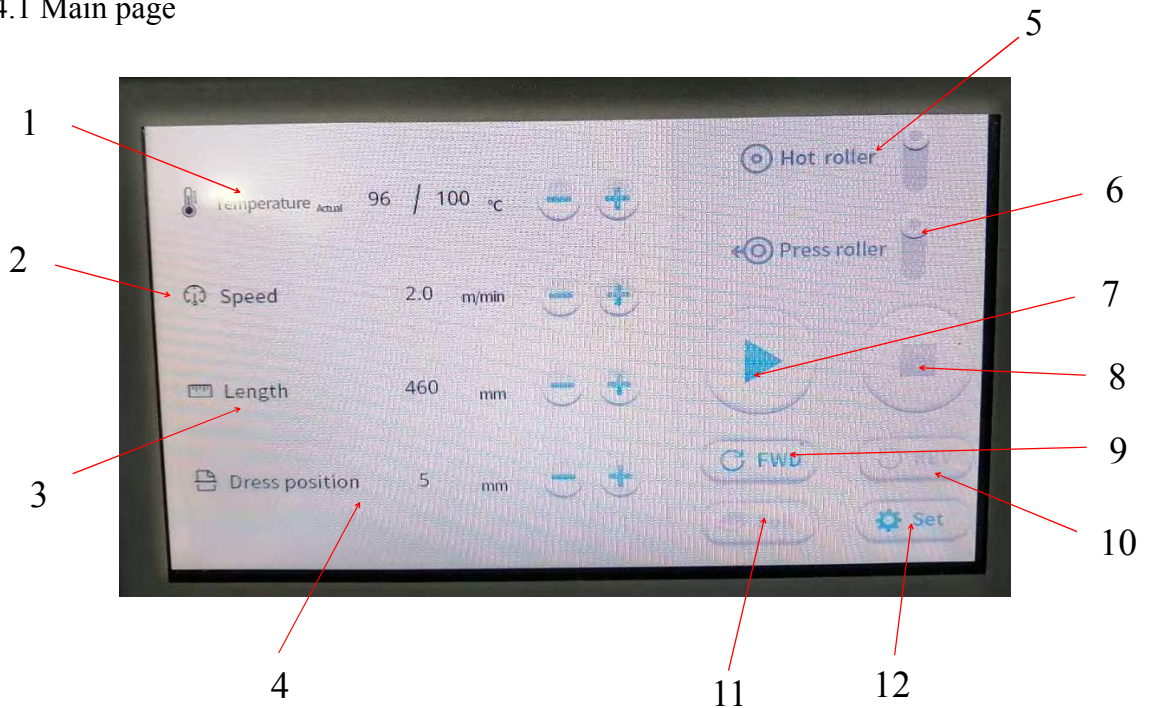 4.1 Main page
5
1
Hot roller
Temperature Actual 96 / 100 °C
6
Press roller
2
Speed 2.0 m/min
7
Length 460 mm
8
9
FWD
3
Dress position 5 mm
Set
10
4
11
12